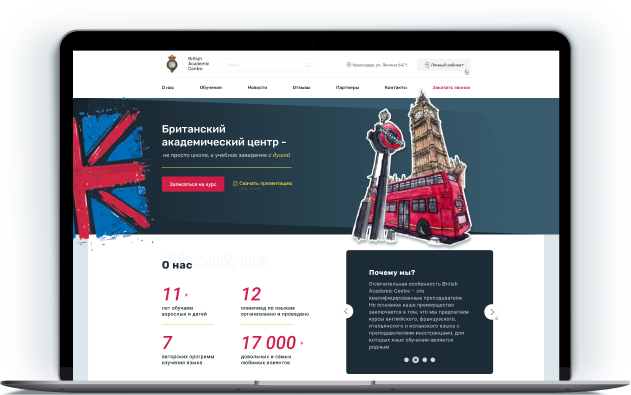 British
Academic
Centre
Поиск
Краснодар, ул. Ленина 64/1
Личный кабинет
О нас
Обучение
Новости
Отзывы
Партнеры
Контакты
Заказать звонок
Британский
академический центр -
не просто школа, а учебное заведение с душой
Записаться на курс
Скачать презентацию
About us
О нас
11+
лет обучаем
взрослых и детей
12
олимпиад по языкам
организовано и проведено
7
авторских программ
изучения языка
17 000+
довольных и самых
любимых клиентов
Почему мы?
Отличительная особенность British
Academic Centre – это
квалифицированные преподаватели.
Но основное наше преимущество
заключается в том, что мы предлагаем
курсы английского, французского,
итальянского и испанского языка с
преподавателями-иностранцами, для
которых язык обучения является
родным